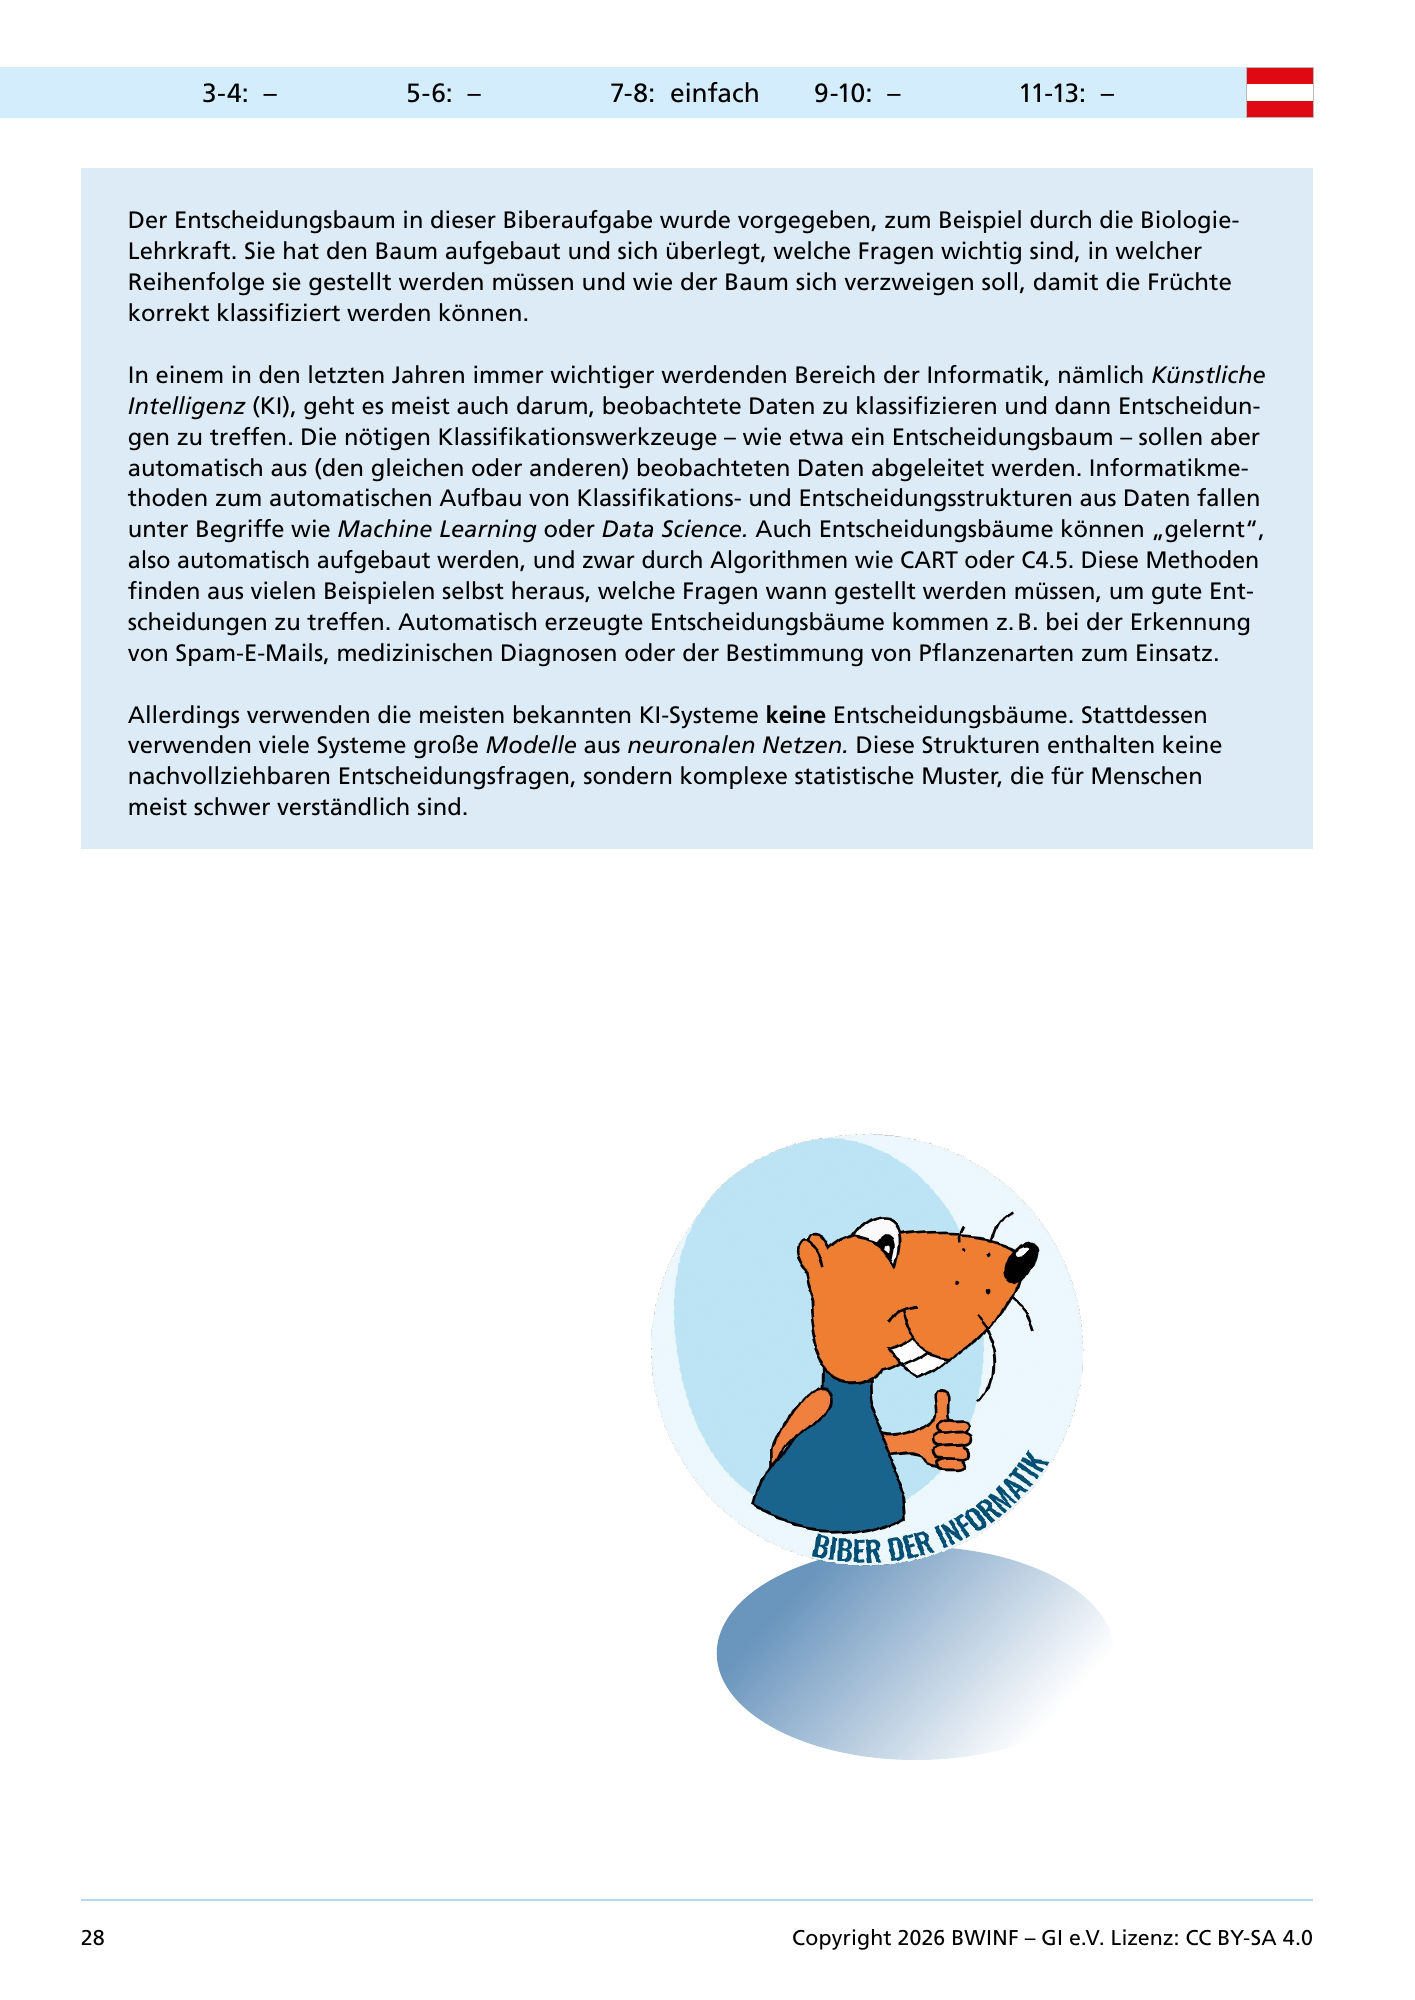 3-4: – 5-6: – 7-8: einfach 9-10: – 11-13: –
Der Entscheidungsbaum in dieser Biberaufgabe wurde vorgegeben, zum Beispiel durch die Biologie-
Lehrkraft. Sie hat den Baum aufgebaut und sich überlegt, welche Fragen wichtig sind, in welcher
Reihenfolge sie gestellt werden müssen und wie der Baum sich verzweigen soll, damit die Früchte
korrekt klassifiziert werden können.
In einem in den letzten Jahren immer wichtiger werdenden Bereich der Informatik, nämlich Künstliche
Intelligenz (KI), geht es meist auch darum, beobachtete Daten zu klassifizieren und dann Entscheidun-
gen zu treffen. Die nötigen Klassifikationswerkzeuge – wie etwa ein Entscheidungsbaum – sollen aber
automatisch aus (den gleichen oder anderen) beobachteten Daten abgeleitet werden. Informatikme-
thoden zum automatischen Aufbau von Klassifikations- und Entscheidungsstrukturen aus Daten fallen
unter Begriffe wie Machine Learning oder Data Science. Auch Entscheidungsbäume können „gelernt“,
also automatisch aufgebaut werden, und zwar durch Algorithmen wie CART oder C4.5. Diese Methoden
finden aus vielen Beispielen selbst heraus, welche Fragen wann gestellt werden müssen, um gute Ent-
scheidungen zu treffen. Automatisch erzeugte Entscheidungsbäume kommen z. B. bei der Erkennung
von Spam-E-Mails, medizinischen Diagnosen oder der Bestimmung von Pflanzenarten zum Einsatz.
Allerdings verwenden die meisten bekannten KI-Systeme keine Entscheidungsbäume. Stattdessen
verwenden viele Systeme große Modelle aus neuronalen Netzen. Diese Strukturen enthalten keine
nachvollziehbaren Entscheidungsfragen, sondern komplexe statistische Muster, die für Menschen
meist schwer verständlich sind.
BIBER DER INFORMATIK
28 Copyright 2026 BWINF – GI e.V. Lizenz: CC BY-SA 4.0